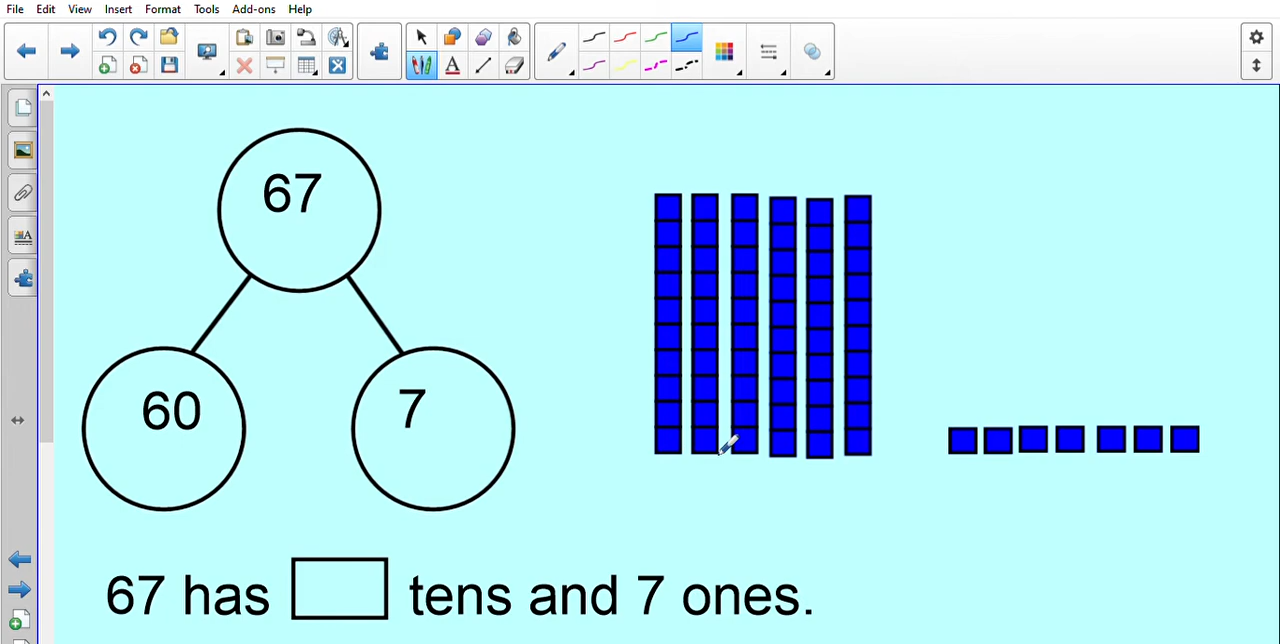 File Edit View Insert Format Tools Add-ons Help
67
60 7
67 has tens and 7 ones.